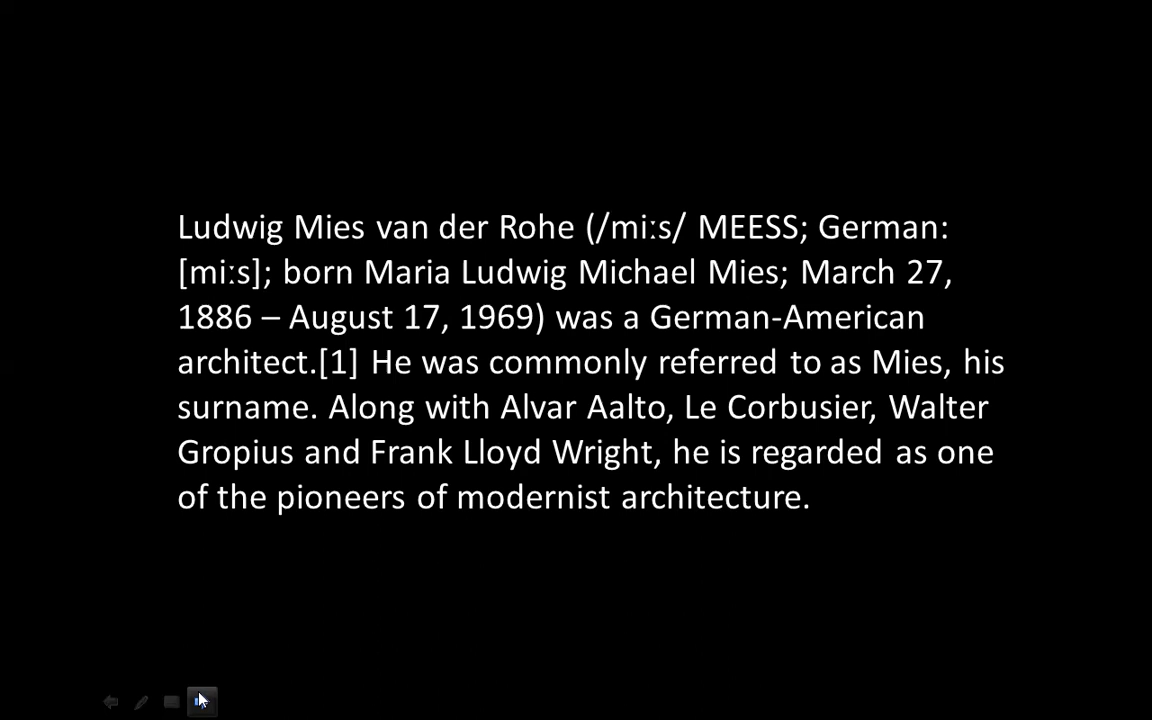 Ludwig Mies van der Rohe (/miːs/ MEESS; German:
[miːs]; born Maria Ludwig Michael Mies; March 27,
1886 – August 17, 1969) was a German-American
architect.[1] He was commonly referred to as Mies, his
surname. Along with Alvar Aalto, Le Corbusier, Walter
Gropius and Frank Lloyd Wright, he is regarded as one
of the pioneers of modernist architecture.